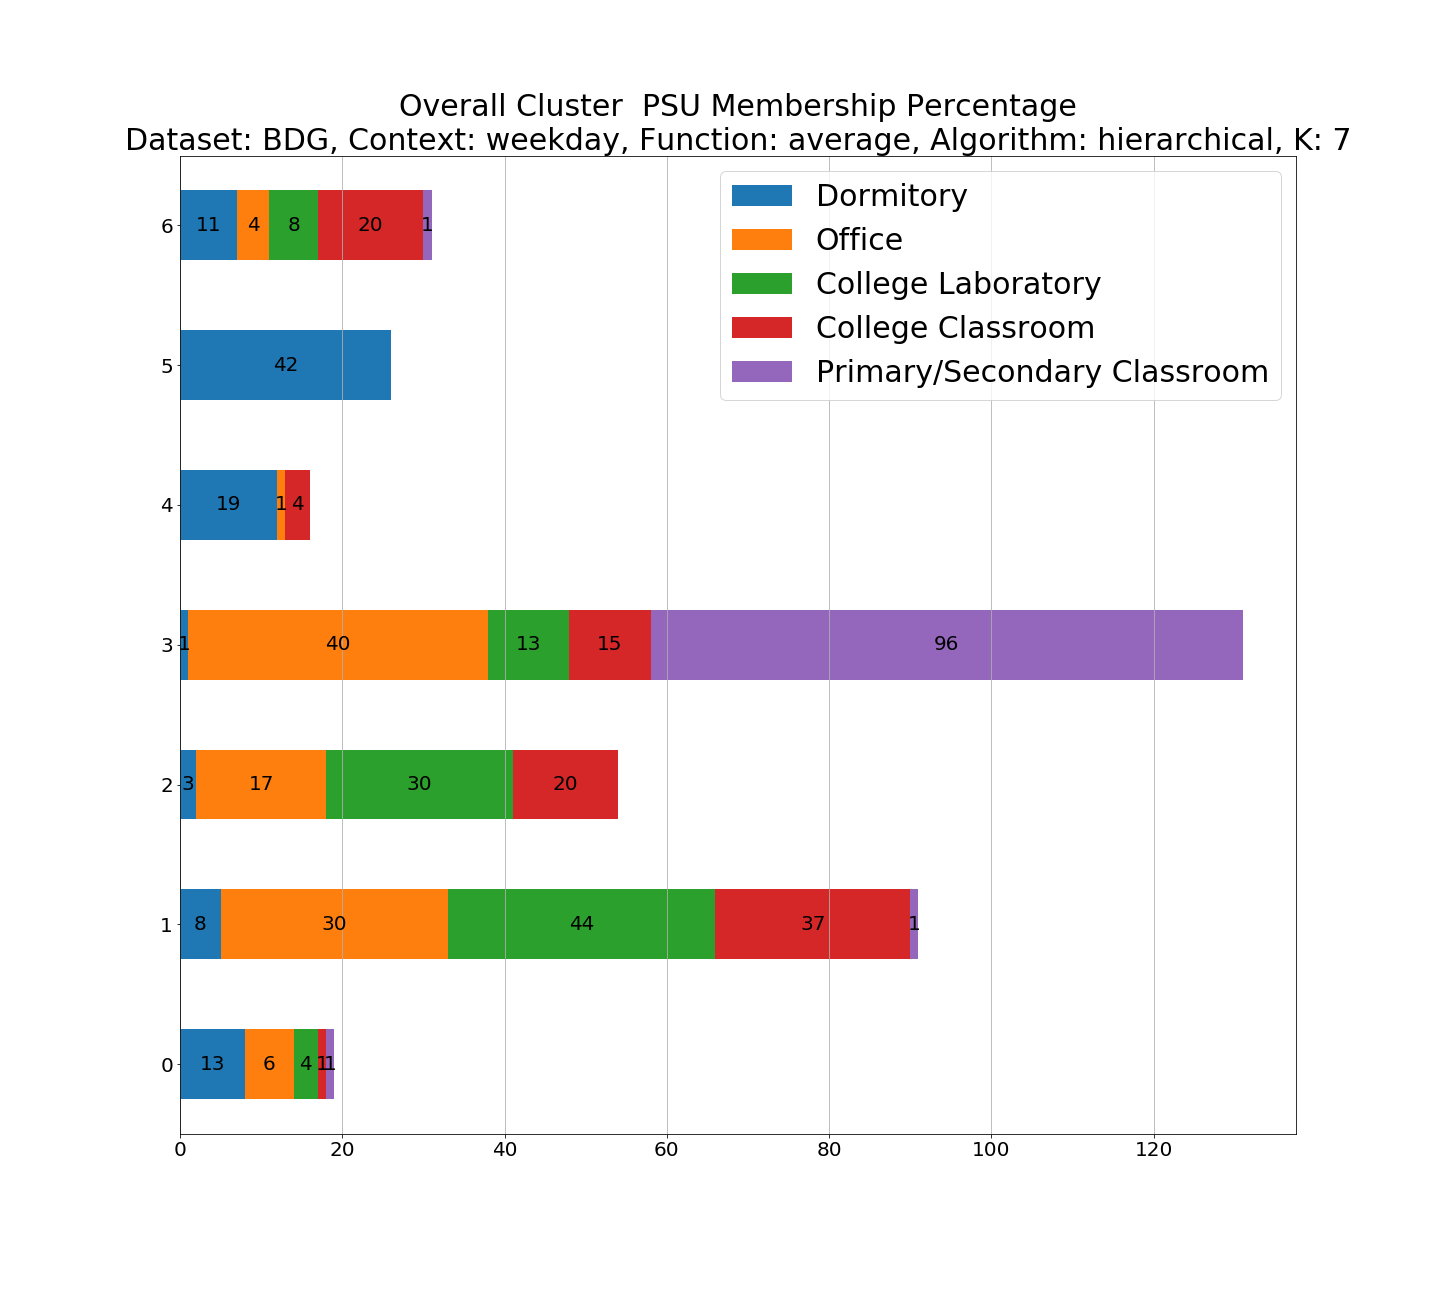 Overall Cluster  PSU Membership Percentage
Dataset: BDG, Context: weekday, Function: average, Algorithm: hierarchical, K: 7
Dormitory
Office
College Laboratory
College Classroom
Primary/Secondary Classroom
6 11 4 8 20 1
5 42
4 19 1 4
3 1 40 13 15 96
2 3 17 30 20
1 8 30 44 37 1
0 13 6 4 1 1
0 20 40 60 80 100 120